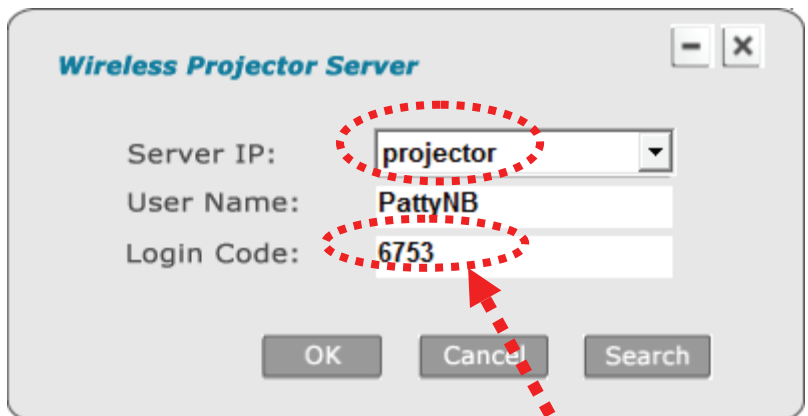 Wireless Projector Server
Server IP: projector
User Name: PattyNB
Login Code: 6753
OK Cancel Search